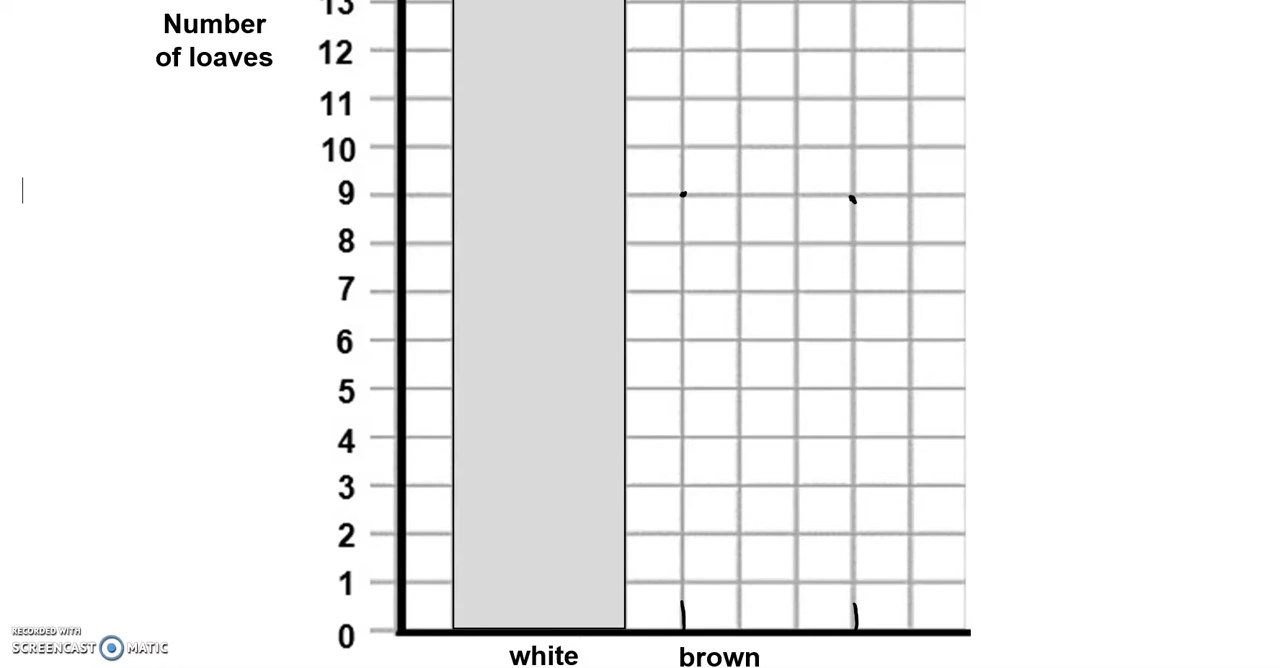 13
Number
of loaves
12
11
10
9
8
7
6
5
4
3
2
1
0
white
brown
RECORDED WITH
SCREENCAST MATIC